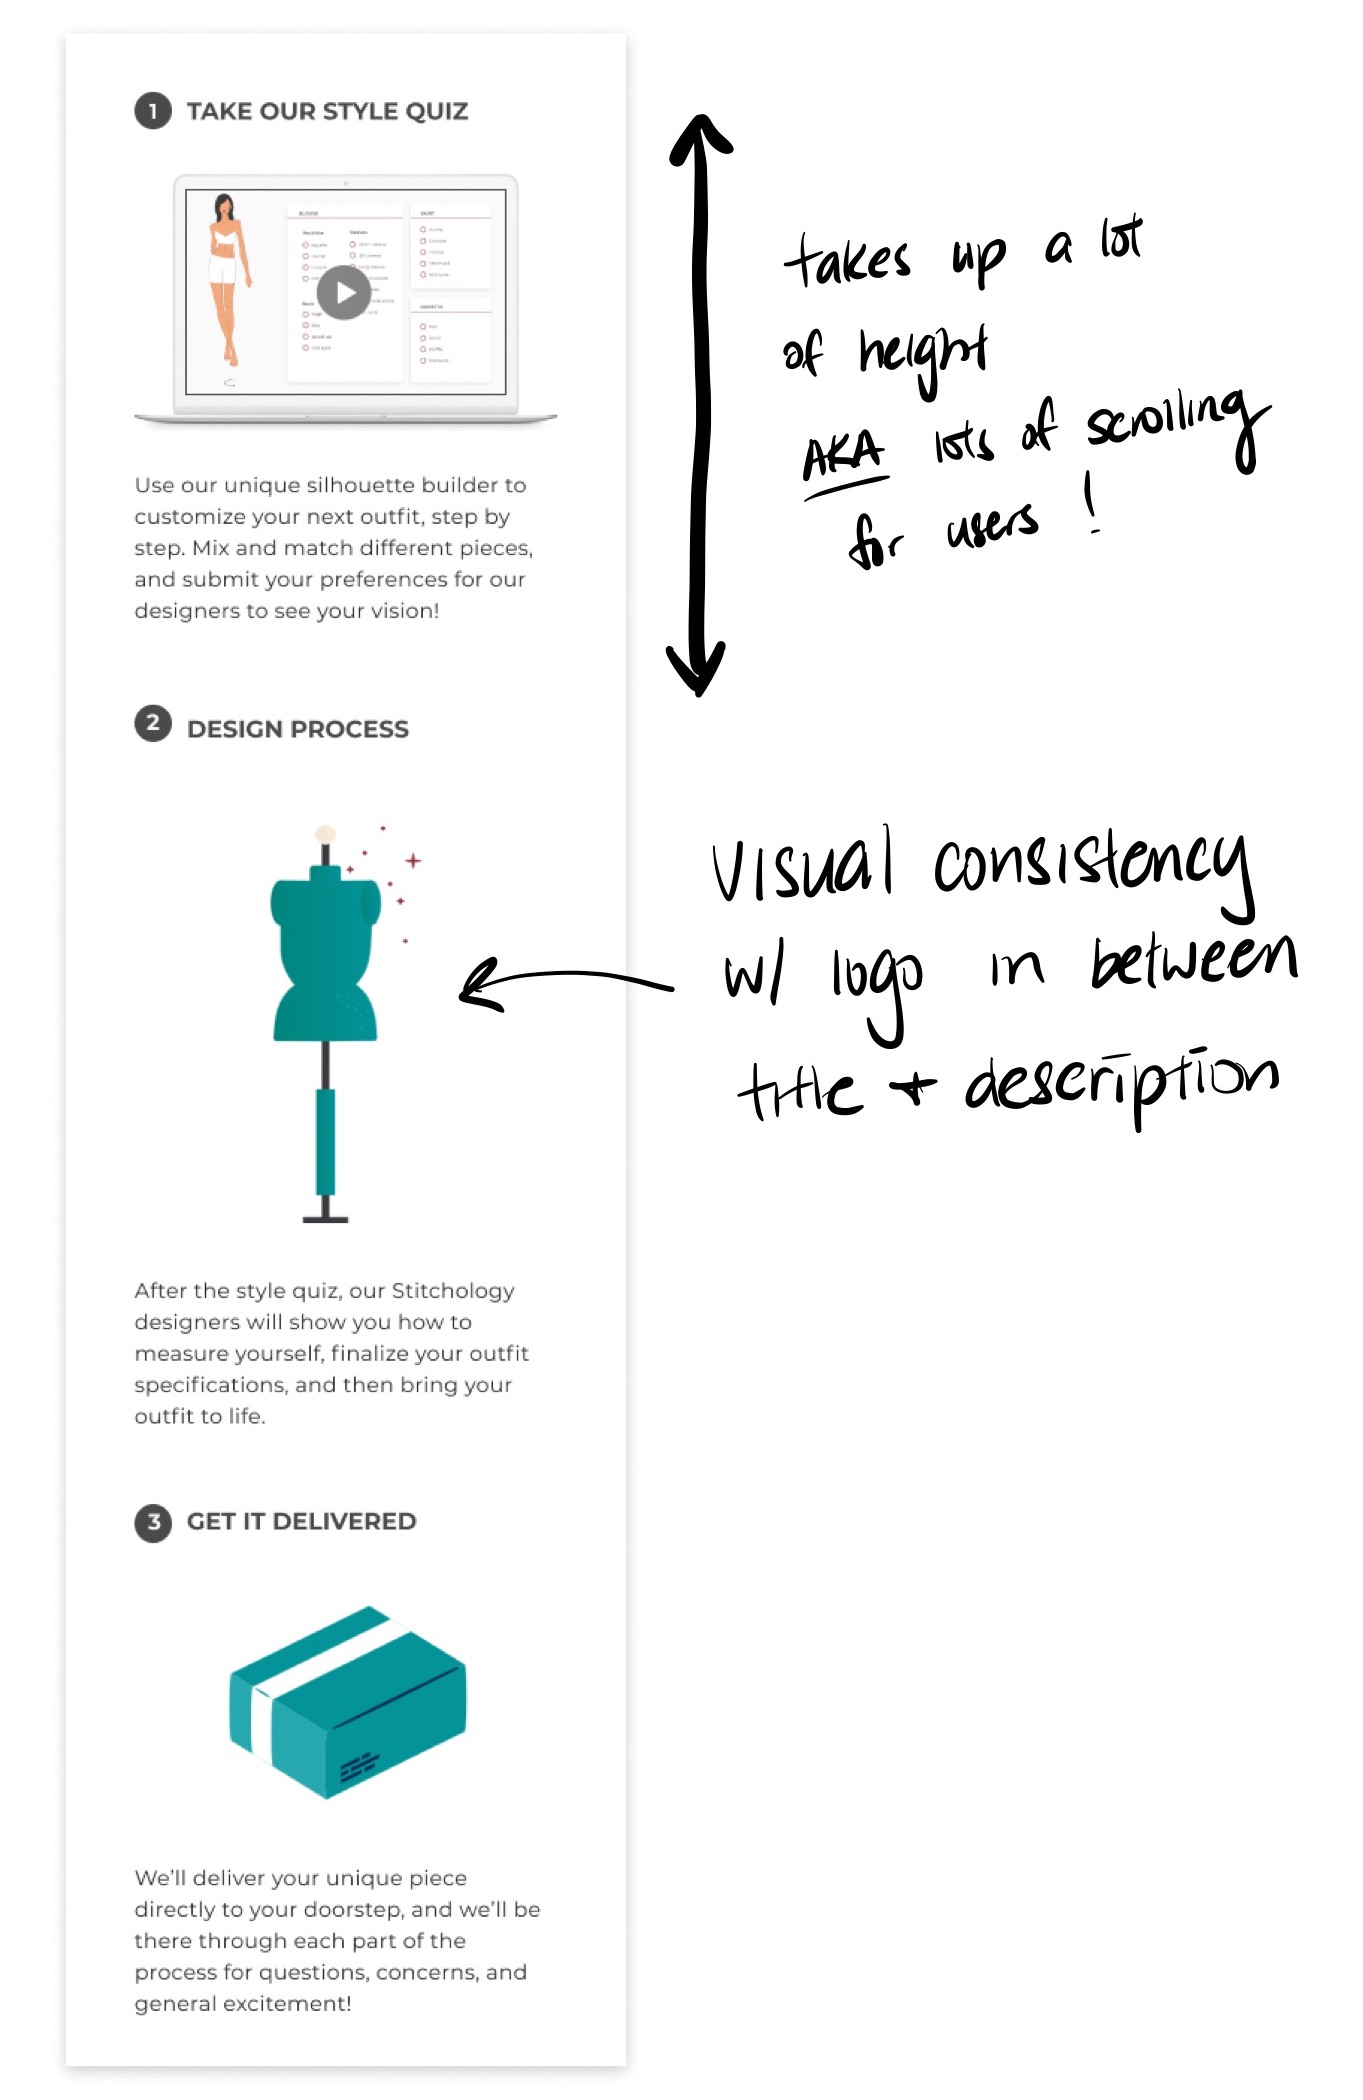 1 TAKE OUR STYLE QUIZ
BLOUSE
SKIRT
Use our unique silhouette builder to
customize your next outfit, step by
step. Mix and match different pieces,
and submit your preferences for our
designers to see your vision!
takes up a lot
of height
AKA lots of scrolling
for users !
2 DESIGN PROCESS
visual consistency
w/ logo in between
title + description
After the style quiz, our Stitchology
designers will show you how to
measure yourself, finalize your outfit
specifications, and then bring your
outfit to life.
3 GET IT DELIVERED
We'll deliver your unique piece
directly to your doorstep, and we'll be
there through each part of the
process for questions, concerns, and
general excitement!